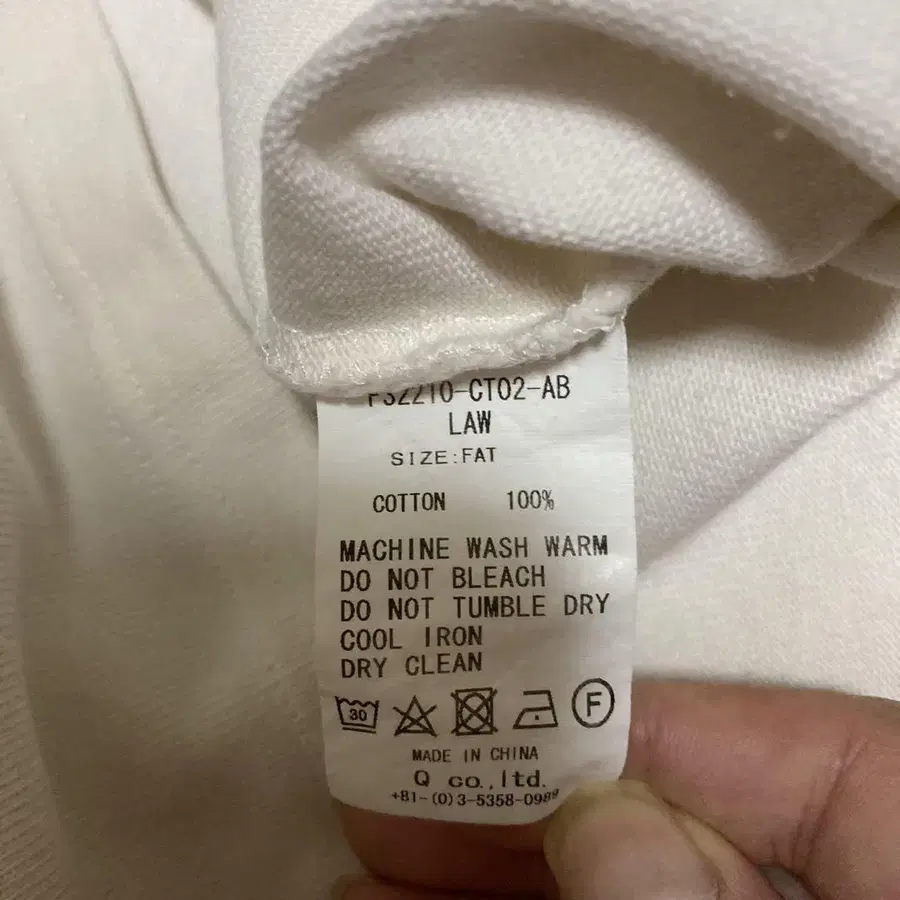 FS2210-CT02-AB
LAW
SIZE:FAT
COTTON 100%
MACHINE WASH WARM
DO NOT BLEACH
DO NOT TUMBLE DRY
COOL IRON
DRY CLEAN
30 F
MADE IN CHINA
Q co.,ltd.
+81-(0)3-5358-0989